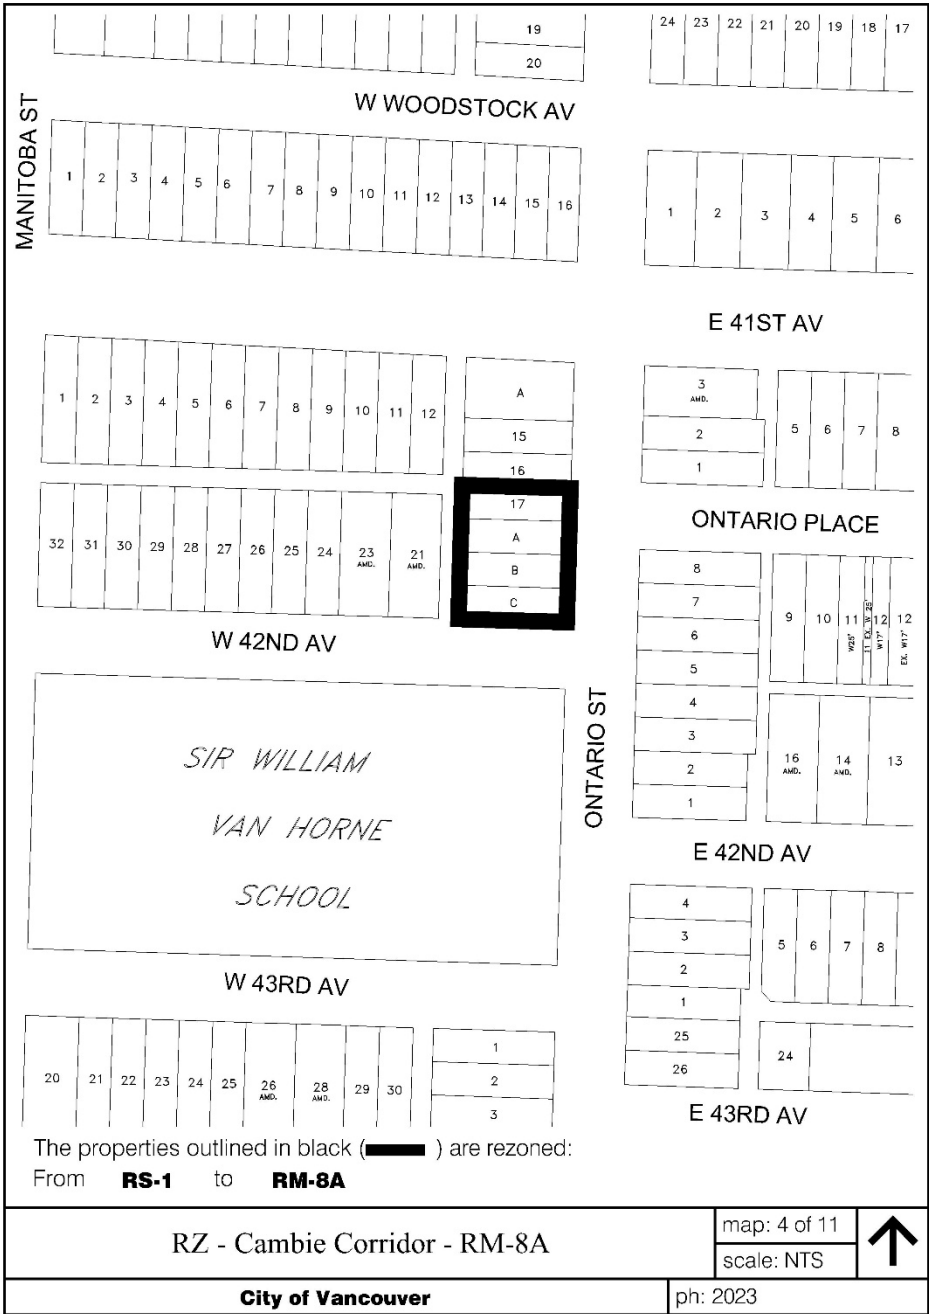 19
20
24 23 22 21 20 19 18 17
W WOODSTOCK AV
MANITOBA ST
1 2 3 4 5 6 7 8 9 10 11 12 13 14 15 16
1 2 3 4 5 6
E 41ST AV
1 2 3 4 5 6 7 8 9 10 11 12
A
15
16
3
AMD.
2
1
5 6 7 8
17
A
B
C
ONTARIO PLACE
32 31 30 29 28 27 26 25 24 23 21
AMD. AMD.
W 42ND AV
8
7
6
5
4
3
2
1
9 10 11 12 12
W25'
11 EX. W 25'
W17'
EX. W17'
SIR WILLIAM
VAN HORNE
SCHOOL
ONTARIO ST
16 14 13
AMD. AMD.
E 42ND AV
4
3
2
1
25
26
5 6 7 8
24
W 43RD AV
20 21 22 23 24 25 26 28 29 30
AMD. AMD.
1
2
3
E 43RD AV
The properties outlined in black ( ) are rezoned:
From RS-1 to RM-8A
RZ - Cambie Corridor - RM-8A
map: 4 of 11
scale: NTS
City of Vancouver
ph: 2023